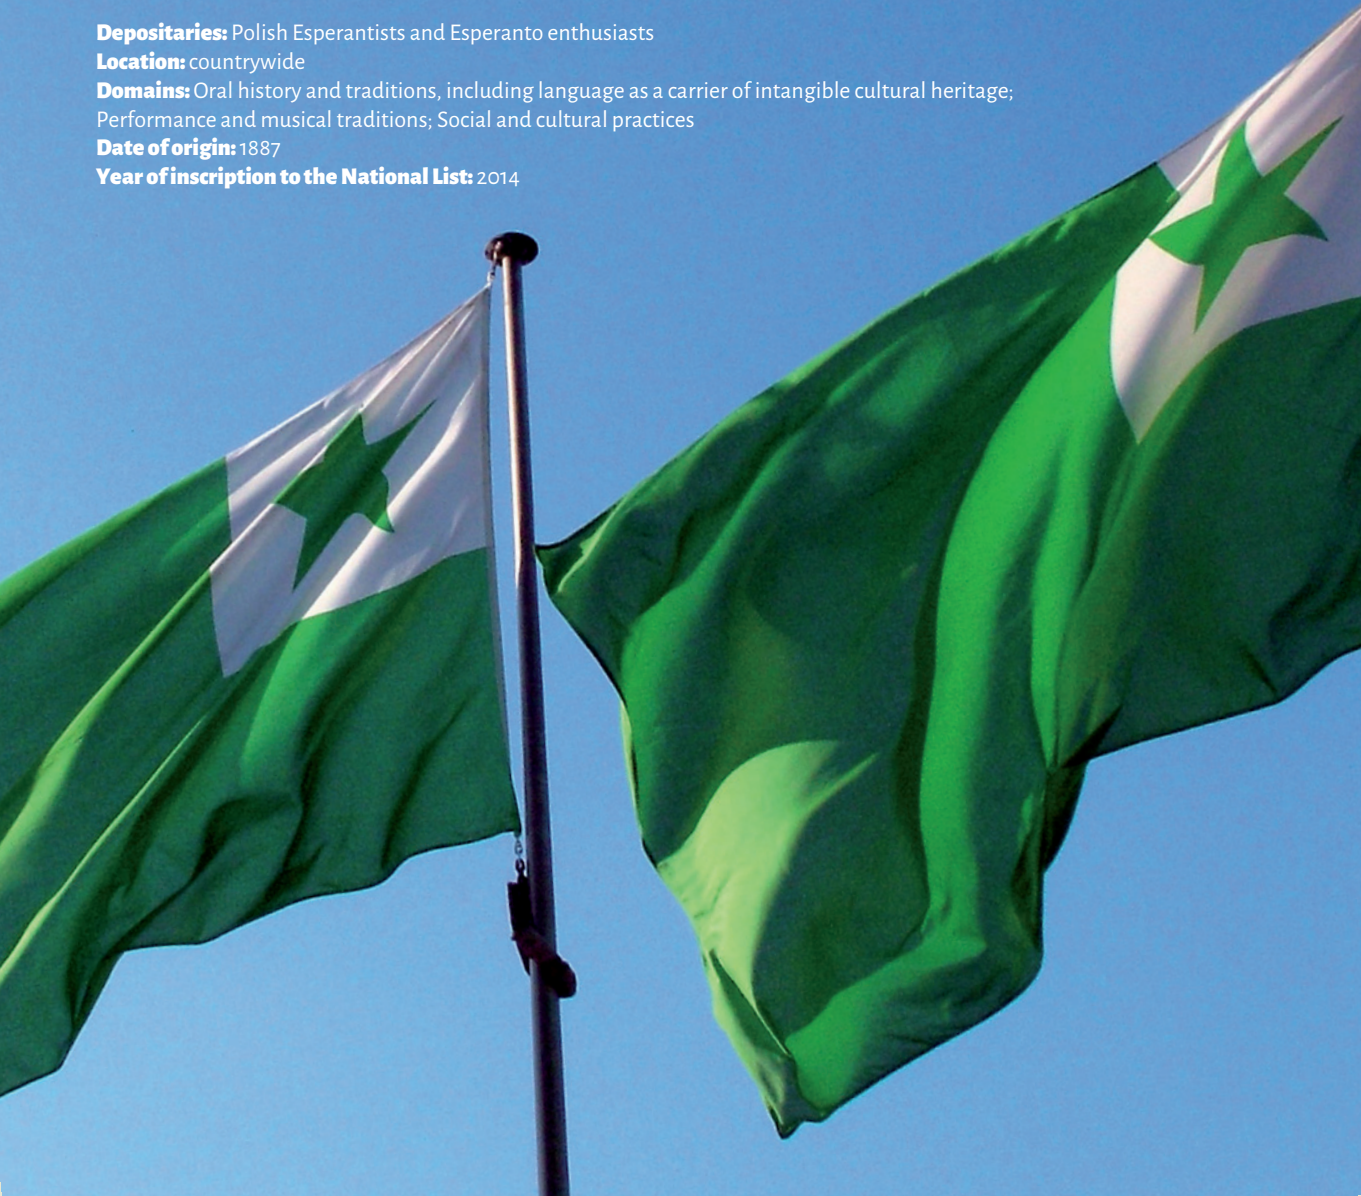 Depositaries: Polish Esperantists and Esperanto enthusiasts
Location: countrywide
Domains: Oral history and traditions, including language as a carrier of intangible cultural heritage;
Performance and musical traditions; Social and cultural practices
Date of origin: 1887
Year of inscription to the National List: 2014